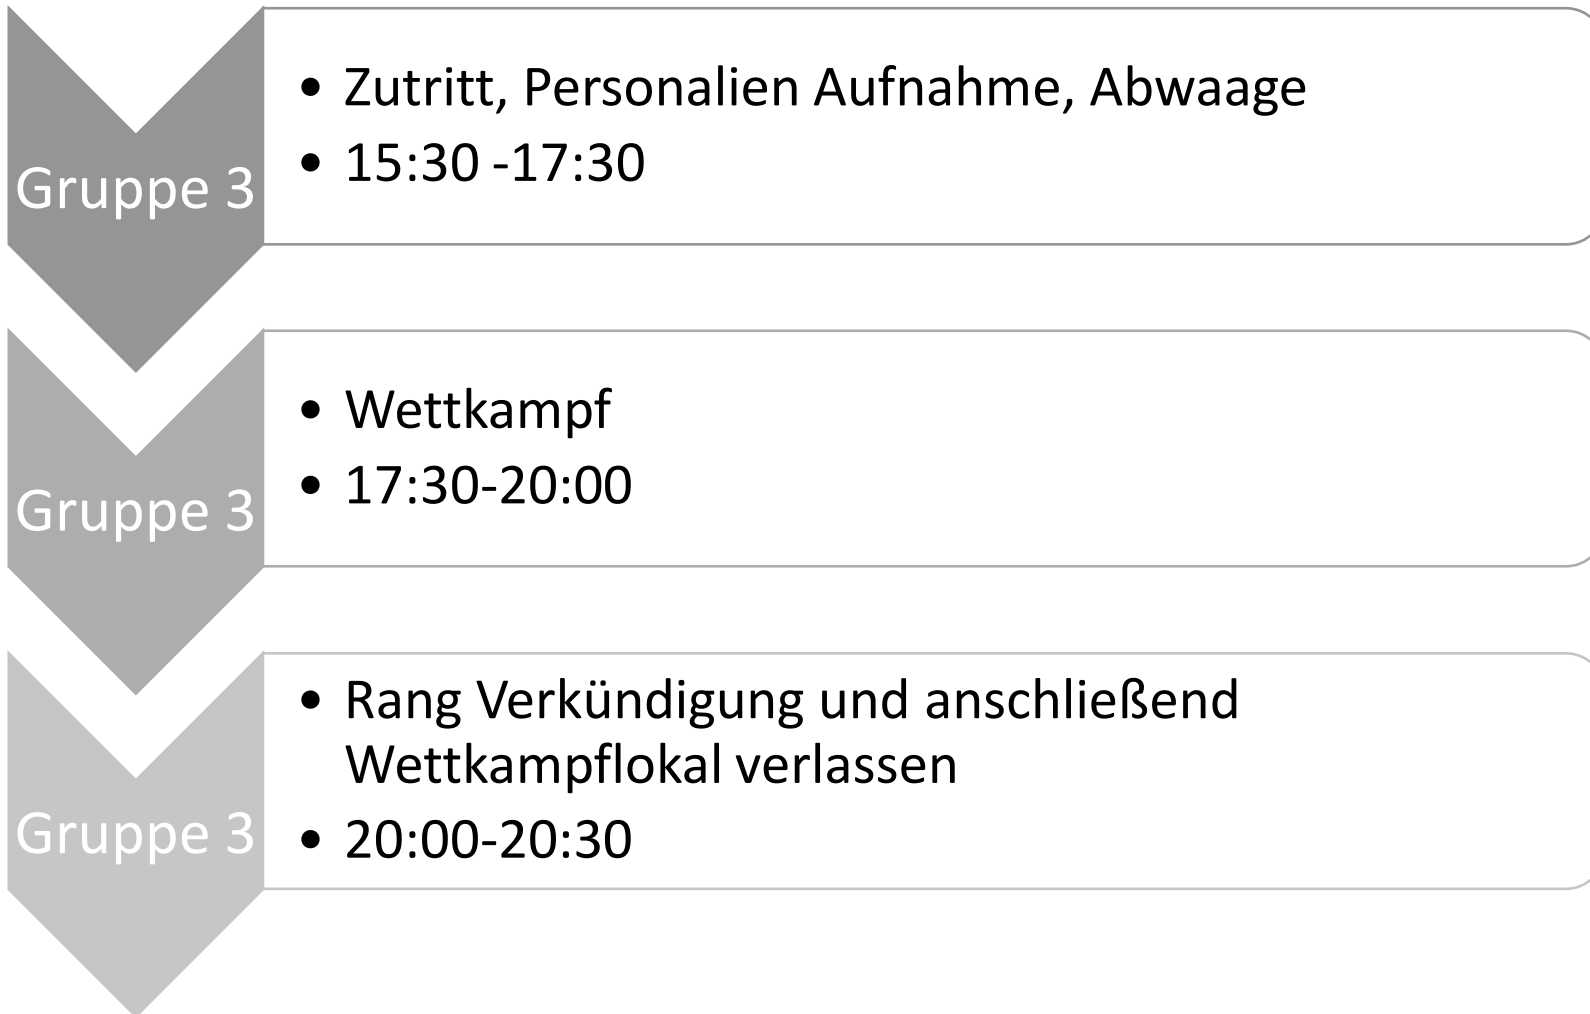 Gruppe 3
• Zutritt, Personalien Aufnahme, Abwaage
• 15:30 -17:30
Gruppe 3
• Wettkampf
• 17:30-20:00
Gruppe 3
• Rang Verkündigung und anschließend
Wettkampflokal verlassen
• 20:00-20:30